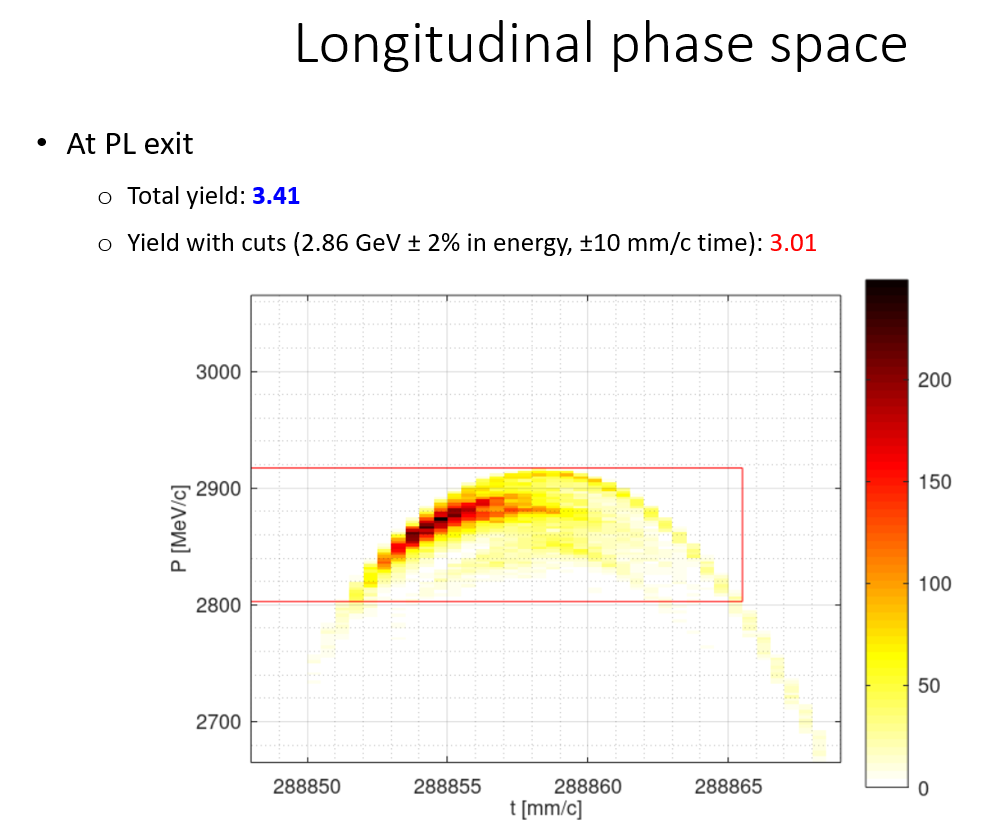 Longitudinal phase space
• At PL exit
o Total yield: 3.41
o Yield with cuts (2.86 GeV ± 2% in energy, ±10 mm/c time): 3.01
3000
2900
2800
2700
P [MeV/c]
288850 288855 288860 288865
t [mm/c]
200
150
100
50
0